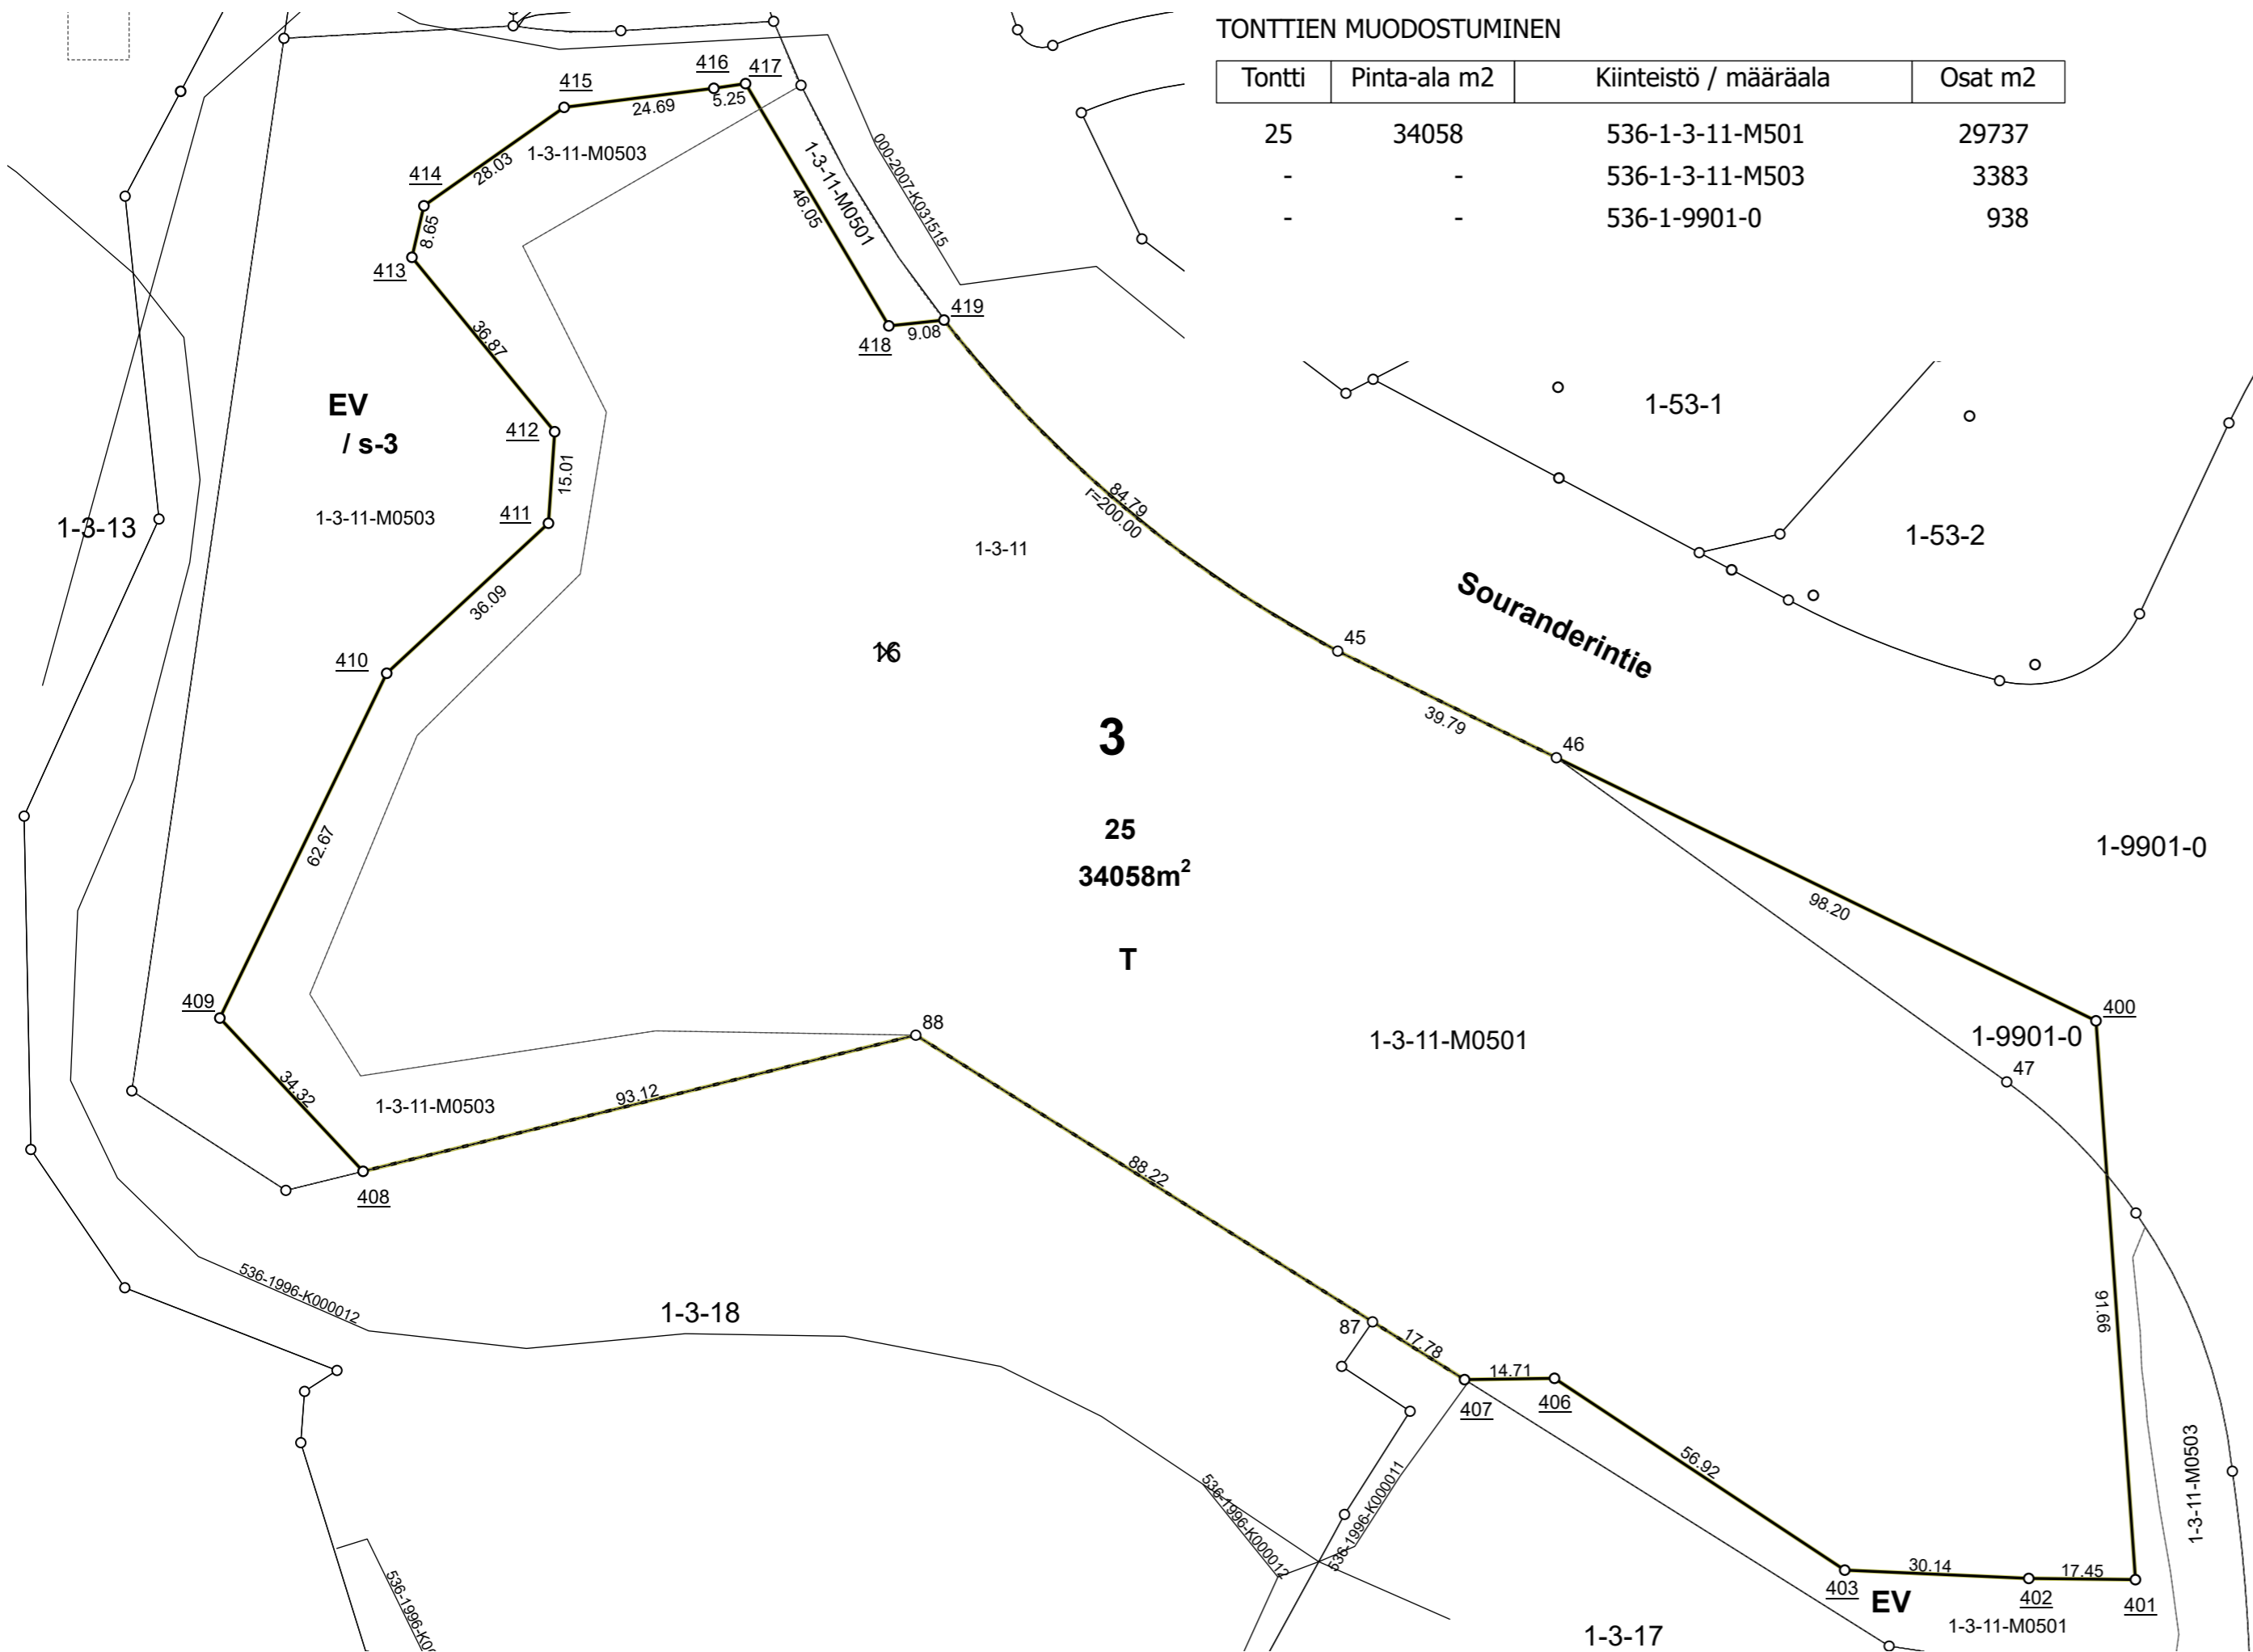 TONTTIEN MUODOSTUMINEN
Tontti Pinta-ala m2 Kiinteistö / määräala Osat m2
25 34058 536-1-3-11-M501 29737
- - 536-1-3-11-M503 3383
- - 536-1-9901-0 938
416
417
415
24.69
5.25
1-3-11-M0503
28.03
414
8.65
413
1-3-11-M0501
46.05
000-2007-K031515
419
9.08
418
36.87
EV
/ s-3
412
15.01
411
1-3-11-M0503
1-3-13
36.09
410
1-3-11
84.79
r=200.00
1-53-1
1-53-2
Souranderintie
45
39.79
46
16
3
25
34058m²
T
62.67
409
34.32
408
1-3-11-M0503
93.12
88
88.22
1-3-11-M0501
98.20
1-9901-0
400
1-9901-0
47
91.66
536-1996-K000012
1-3-18
87
17.78
14.71
407
406
56.92
403
30.14
402
17.45
401
EV
1-3-11-M0501
1-3-11-M0503
536-1996-K000011
536-1996-K000012
536-1996-K00
1-3-17